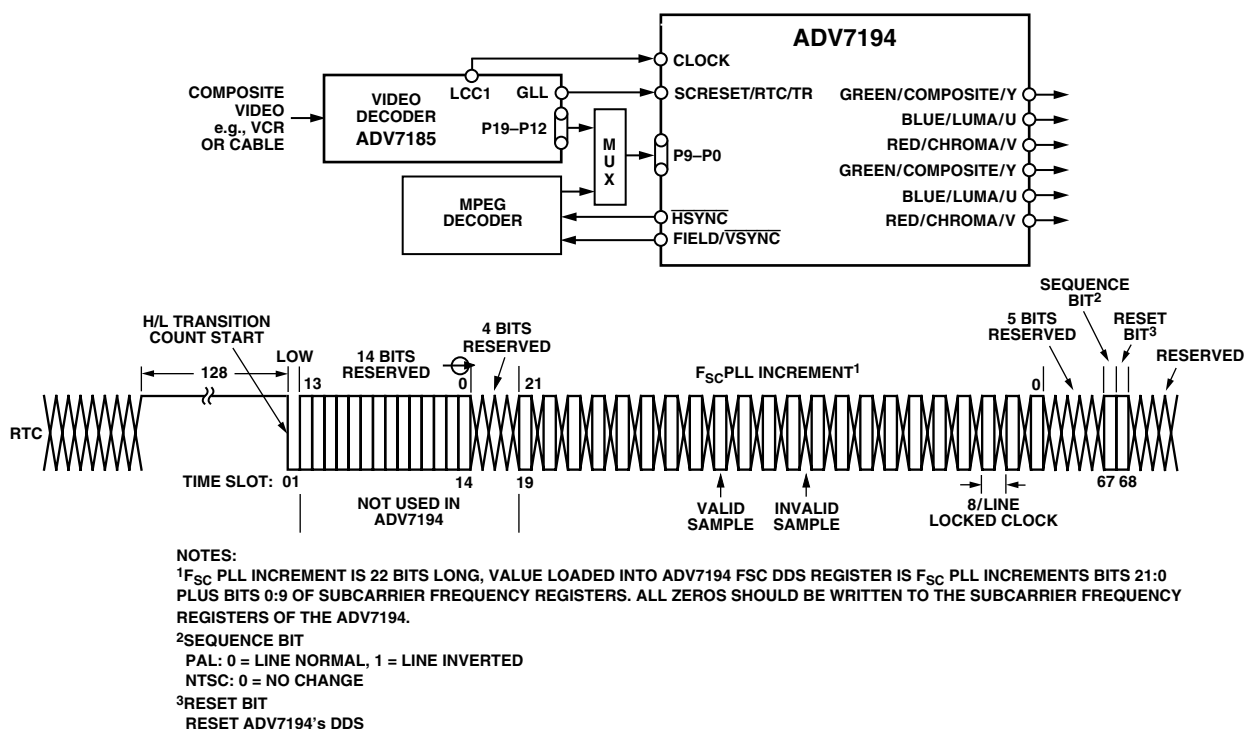 ADV7194
CLOCK
SCRESET/RTC/TR
P9–P0
HSYNC
FIELD/VSYNC
GREEN/COMPOSITE/Y
BLUE/LUMA/U
RED/CHROMA/V
GREEN/COMPOSITE/Y
BLUE/LUMA/U
RED/CHROMA/V
COMPOSITE
VIDEO
e.g., VCR
OR CABLE
VIDEO
DECODER
ADV7185
LCC1
GLL
P19–P12
MUX
MPEG
DECODER
H/L TRANSITION
COUNT START
LOW
128
13
14 BITS
RESERVED
0
4 BITS
RESERVED
21
FSC PLL INCREMENT1
0
5 BITS
RESERVED
SEQUENCE
BIT2
RESET
BIT3
RESERVED
RTC
TIME SLOT: 01
14
19
67 68
NOT USED IN
ADV7194
VALID
SAMPLE
INVALID
SAMPLE
8/LINE
LOCKED CLOCK
NOTES:
1FSC PLL INCREMENT IS 22 BITS LONG, VALUE LOADED INTO ADV7194 FSC DDS REGISTER IS FSC PLL INCREMENTS BITS 21:0
PLUS BITS 0:9 OF SUBCARRIER FREQUENCY REGISTERS. ALL ZEROS SHOULD BE WRITTEN TO THE SUBCARRIER FREQUENCY
REGISTERS OF THE ADV7194.
2SEQUENCE BIT
PAL: 0 = LINE NORMAL, 1 = LINE INVERTED
NTSC: 0 = NO CHANGE
3RESET BIT
RESET ADV7194's DDS